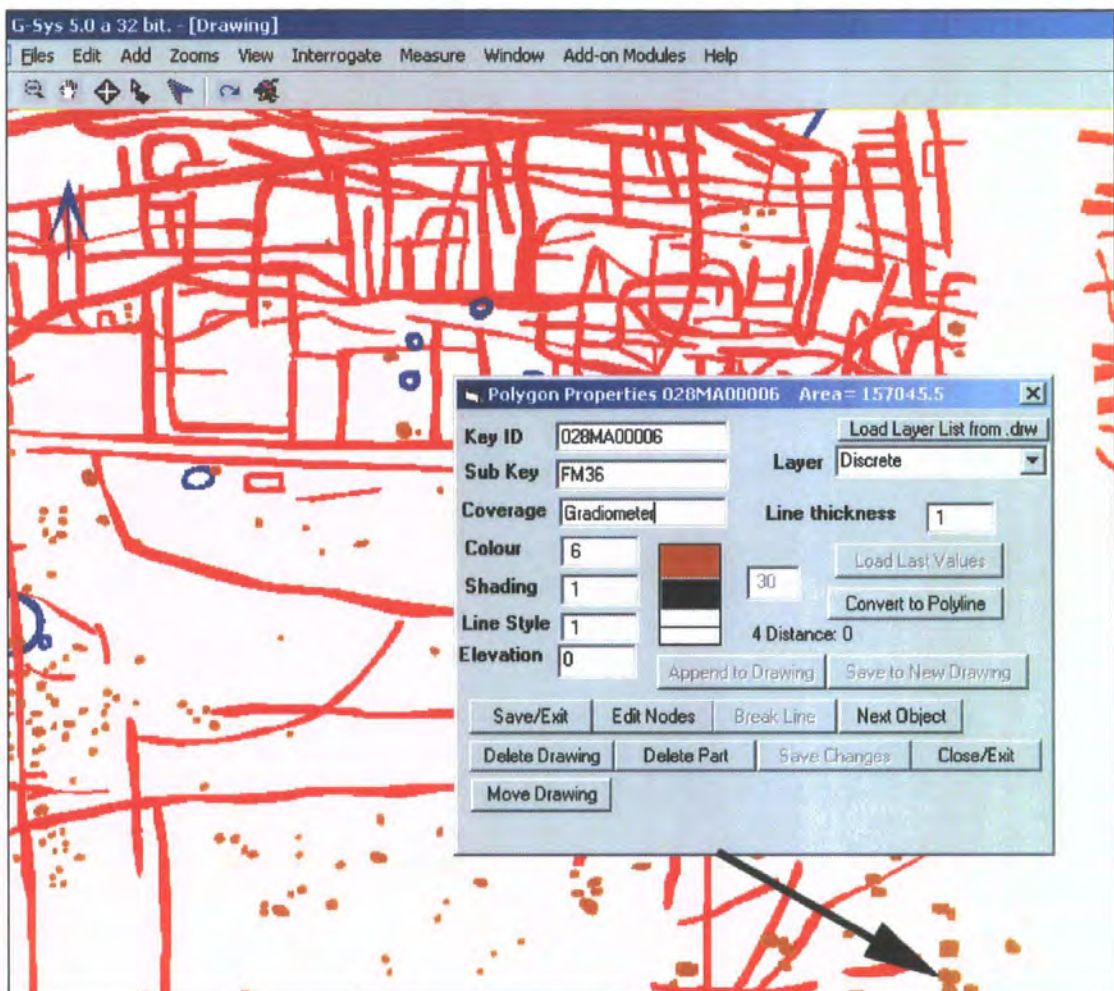 G-Sys 5.0 a 32 bit. - [Drawing]
Files Edit Add Zooms View Interrogate Measure Window Add-on Modules Help
Polygon Properties 028MA00006 Area= 157045.5
Key ID 028MA00006 Load Layer List from .drw
Sub Key FM36 Layer Discrete
Coverage Gradiometer Line thickness 1
Colour 6 Load Last Values
Shading 1 30 Convert to Polyline
Line Style 1 4 Distance: 0
Elevation 0 Append to Drawing Save to New Drawing
Save/Exit Edit Nodes Break Line Next Object
Delete Drawing Delete Part Save Changes Close/Exit
Move Drawing